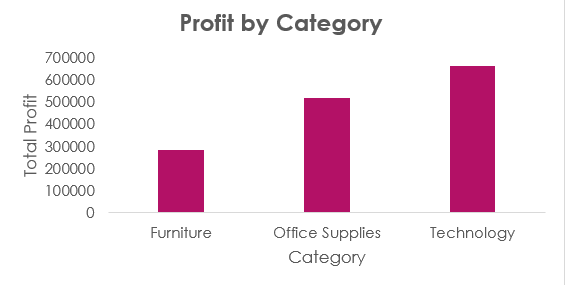 Profit by Category
Total Profit
700000
600000
500000
400000
300000
200000
100000
0
Furniture
Office Supplies
Technology
Category